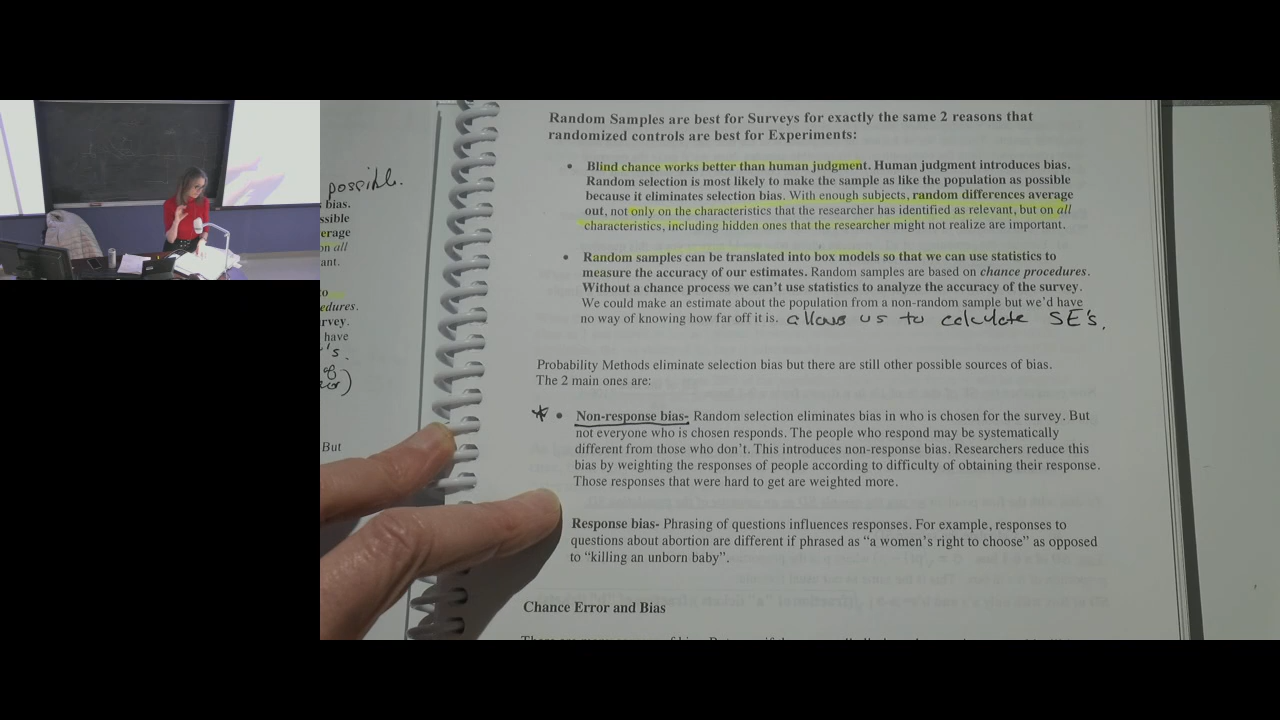 possible.
bias.
ssible
erage
on all
ant.
to
edures.
rvey.
have
's.
of
But
Random Samples are best for Surveys for exactly the same 2 reasons that
randomized controls are best for Experiments:
• Blind chance works better than human judgment. Human judgment introduces bias.
Random selection is most likely to make the sample as like the population as possible
because it eliminates selection bias. With enough subjects, random differences average
out, not only on the characteristics that the researcher has identified as relevant, but on all
characteristics, including hidden ones that the researcher might not realize are important.
• Random samples can be translated into box models so that we can use statistics to
measure the accuracy of our estimates. Random samples are based on chance procedures.
Without a chance process we can't use statistics to analyze the accuracy of the survey.
We could make an estimate about the population from a non-random sample but we'd have
no way of knowing how far off it is. allows us to calculate SE's.
Probability Methods eliminate selection bias but there are still other possible sources of bias.
The 2 main ones are:
* • Non-response bias- Random selection eliminates bias in who is chosen for the survey. But
not everyone who is chosen responds. The people who respond may be systematically
different from those who don't. This introduces non-response bias. Researchers reduce this
bias by weighting the responses of people according to difficulty of obtaining their response.
Those responses that were hard to get are weighted more.
Response bias- Phrasing of questions influences responses. For example, responses to
questions about abortion are different if phrased as "a women's right to choose" as opposed
to "killing an unborn baby".
Chance Error and Bias